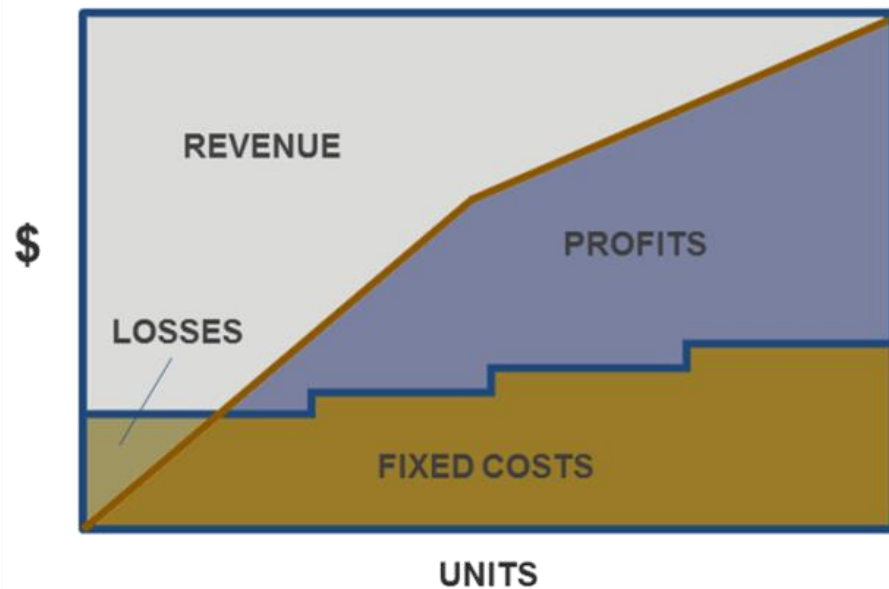 REVENUE
$
PROFITS
LOSSES
FIXED COSTS
UNITS